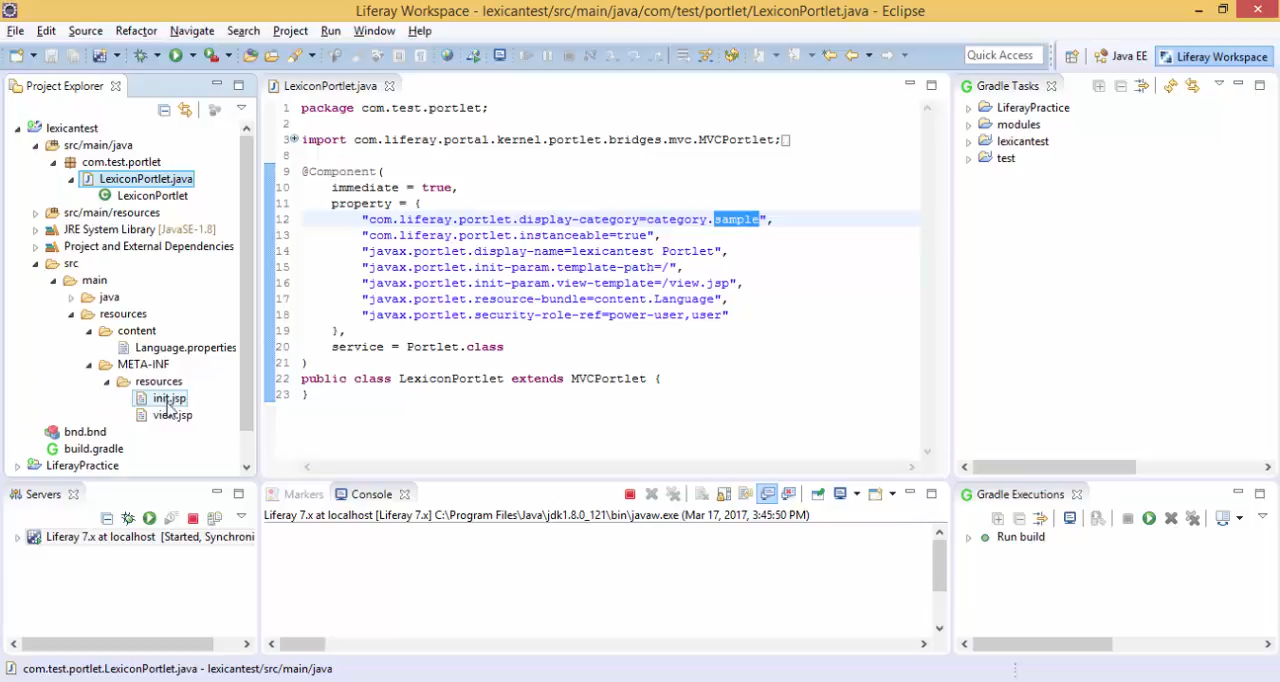 Liferay Workspace - lexicantest/src/main/java/com/test/portlet/LexiconPortlet.java - Eclipse
File Edit Source Refactor Navigate Search Project Run Window Help
Quick Access Java EE Liferay Workspace
Project Explorer
lexicantest
src/main/java
com.test.portlet
LexiconPortlet.java
LexiconPortlet
src/main/resources
JRE System Library [JavaSE-1.8]
Project and External Dependencies
src
main
java
resources
content
Language.properties
META-INF
resources
init.jsp
view.jsp
bnd.bnd
build.gradle
LiferayPractice
LexiconPortlet.java
1 package com.test.portlet;
2
3 import com.liferay.portal.kernel.portlet.bridges.mvc.MVCPortlet;
8
9 @Component(
10 immediate = true,
11 property = {
12 "com.liferay.portlet.display-category=category.sample",
13 "com.liferay.portlet.instanceable=true",
14 "javax.portlet.display-name=lexicantest Portlet",
15 "javax.portlet.init-param.template-path=/",
16 "javax.portlet.init-param.view-template=/view.jsp",
17 "javax.portlet.resource-bundle=content.Language",
18 "javax.portlet.security-role-ref=power-user,user"
19 },
20 service = Portlet.class
21 )
22 public class LexiconPortlet extends MVCPortlet {
23 }
Gradle Tasks
LiferayPractice
modules
lexicantest
test
Servers
Liferay 7.x at localhost [Started, Synchroni
Markers Console
Liferay 7.x at localhost [Liferay 7.x] C:\Program Files\Java\jdk1.8.0_121\bin\javaw.exe (Mar 17, 2017, 3:45:50 PM)
Gradle Executions
Run build
com.test.portlet.LexiconPortlet.java - lexicantest/src/main/java